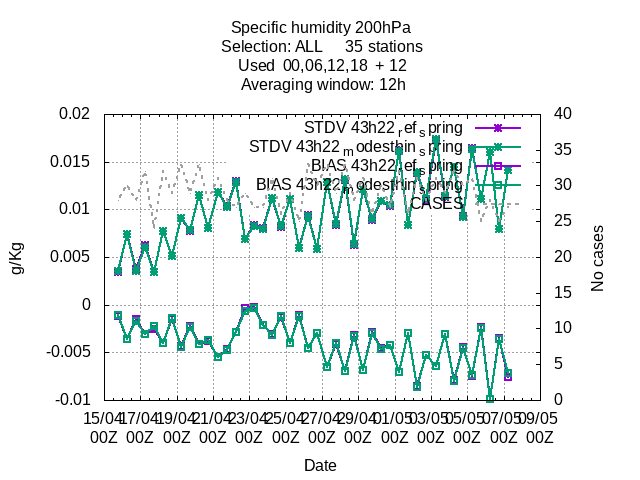 Specific humidity 200hPa
Selection: ALL 35 stations
Used 00,06,12,18 + 12
Averaging window: 12h
0.02
0.015
0.01
0.005
0
-0.005
-0.01
g/Kg
STDV 43h22_ref_spring
STDV 43h22_modesthin_spring
BIAS 43h22_ref_spring
BIAS 43h22_modesthin_spring
CASES
40
35
30
25
20
15
10
5
0
No cases
15/04 17/04 19/04 21/04 23/04 25/04 27/04 29/04 01/05 03/05 05/05 07/05 09/05
00Z 00Z 00Z 00Z 00Z 00Z 00Z 00Z 00Z 00Z 00Z 00Z 00Z
Date